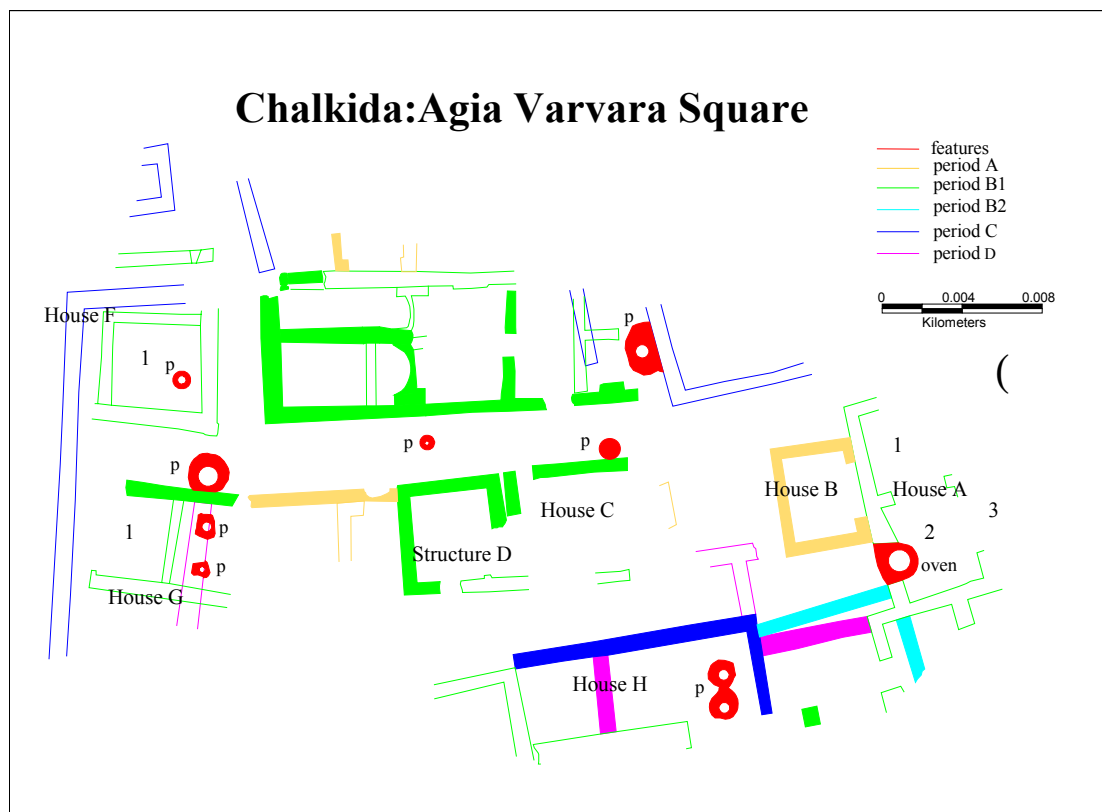 Chalkida:Agia Varvara Square
features
period A
period B1
period B2
period C
period D
0 0.004 0.008
Kilometers
(
House F
1
p
p
p
p
p
1
House B
House A
3
House C
2
1
Structure D
oven
p
p
House G
House H
p